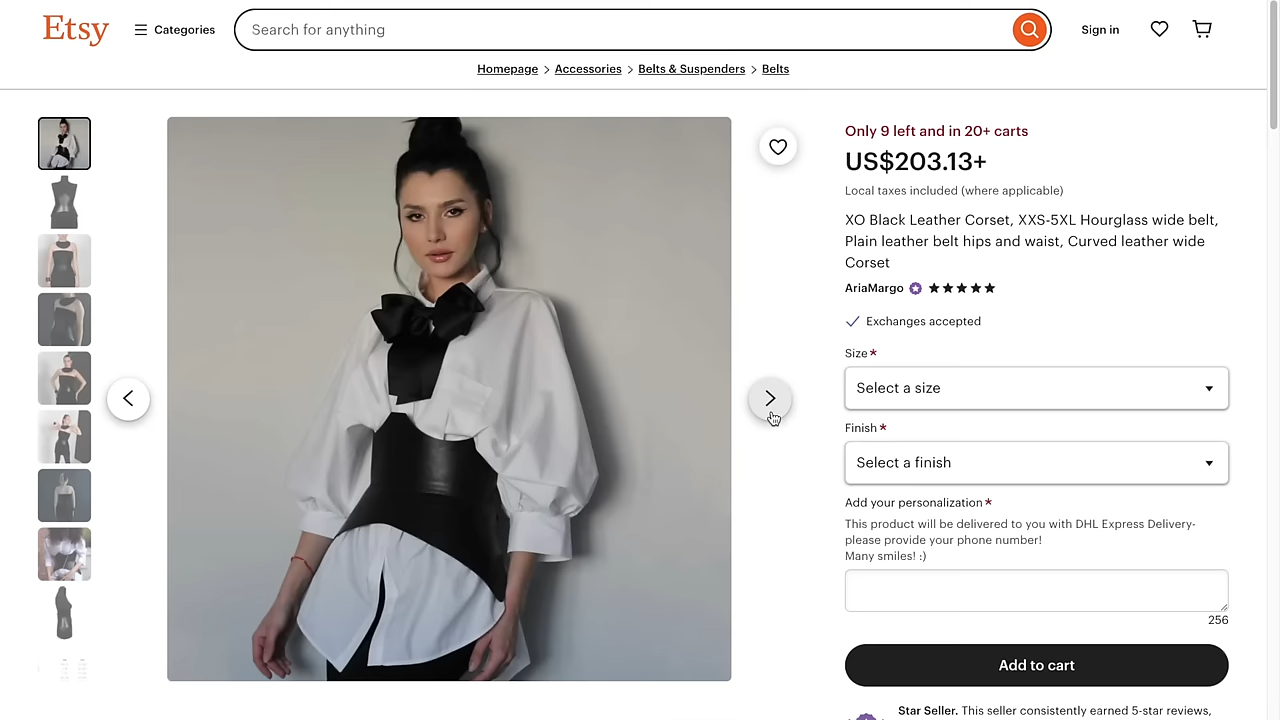 Etsy
Categories
Search for anything
Sign in
Homepage > Accessories > Belts & Suspenders > Belts
Only 9 left and in 20+ carts
US$203.13+
Local taxes included (where applicable)
XO Black Leather Corset, XXS-5XL Hourglass wide belt,
Plain leather belt hips and waist, Curved leather wide
Corset
AriaMargo
Exchanges accepted
Size*
Select a size
Finish*
Select a finish
Add your personalization*
This product will be delivered to you with DHL Express Delivery-
please provide your phone number!
Many smiles! :)
256
Add to cart
Star Seller. This seller consistently earned 5-star reviews,